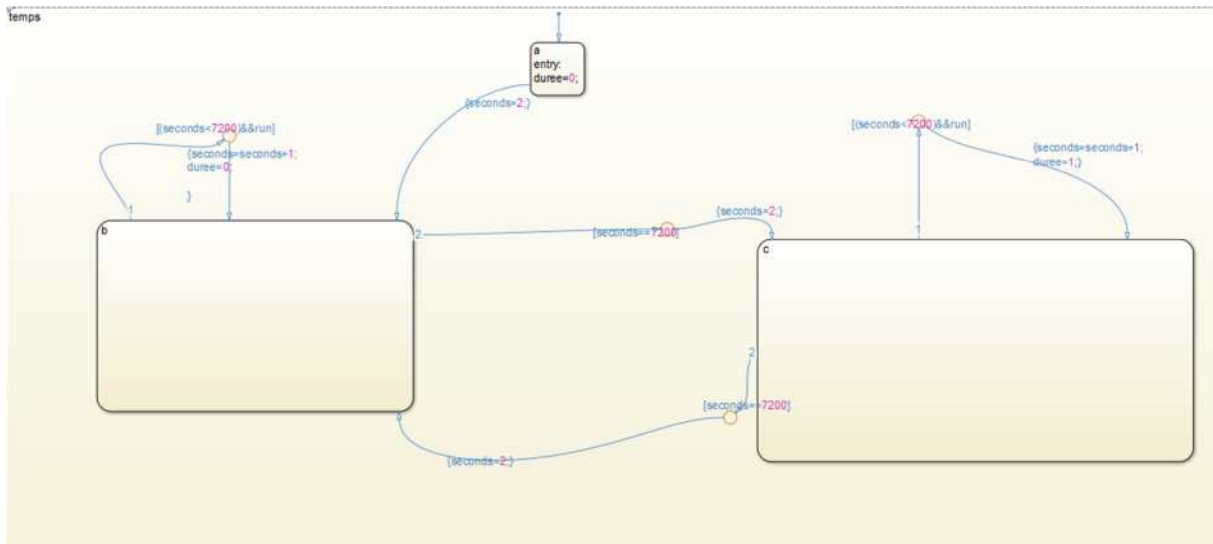 temps
a
entry:
duree=0;
{seconds=2;}
[(seconds<7200)&&run]
{seconds=seconds+1;
duree=0;
}
1
[(seconds<7200)&&run]
{seconds=seconds+1;
duree=1;}
1
b
2
[seconds==7200]
{seconds=2;}
c
2
[seconds==7200]
{seconds=2;}